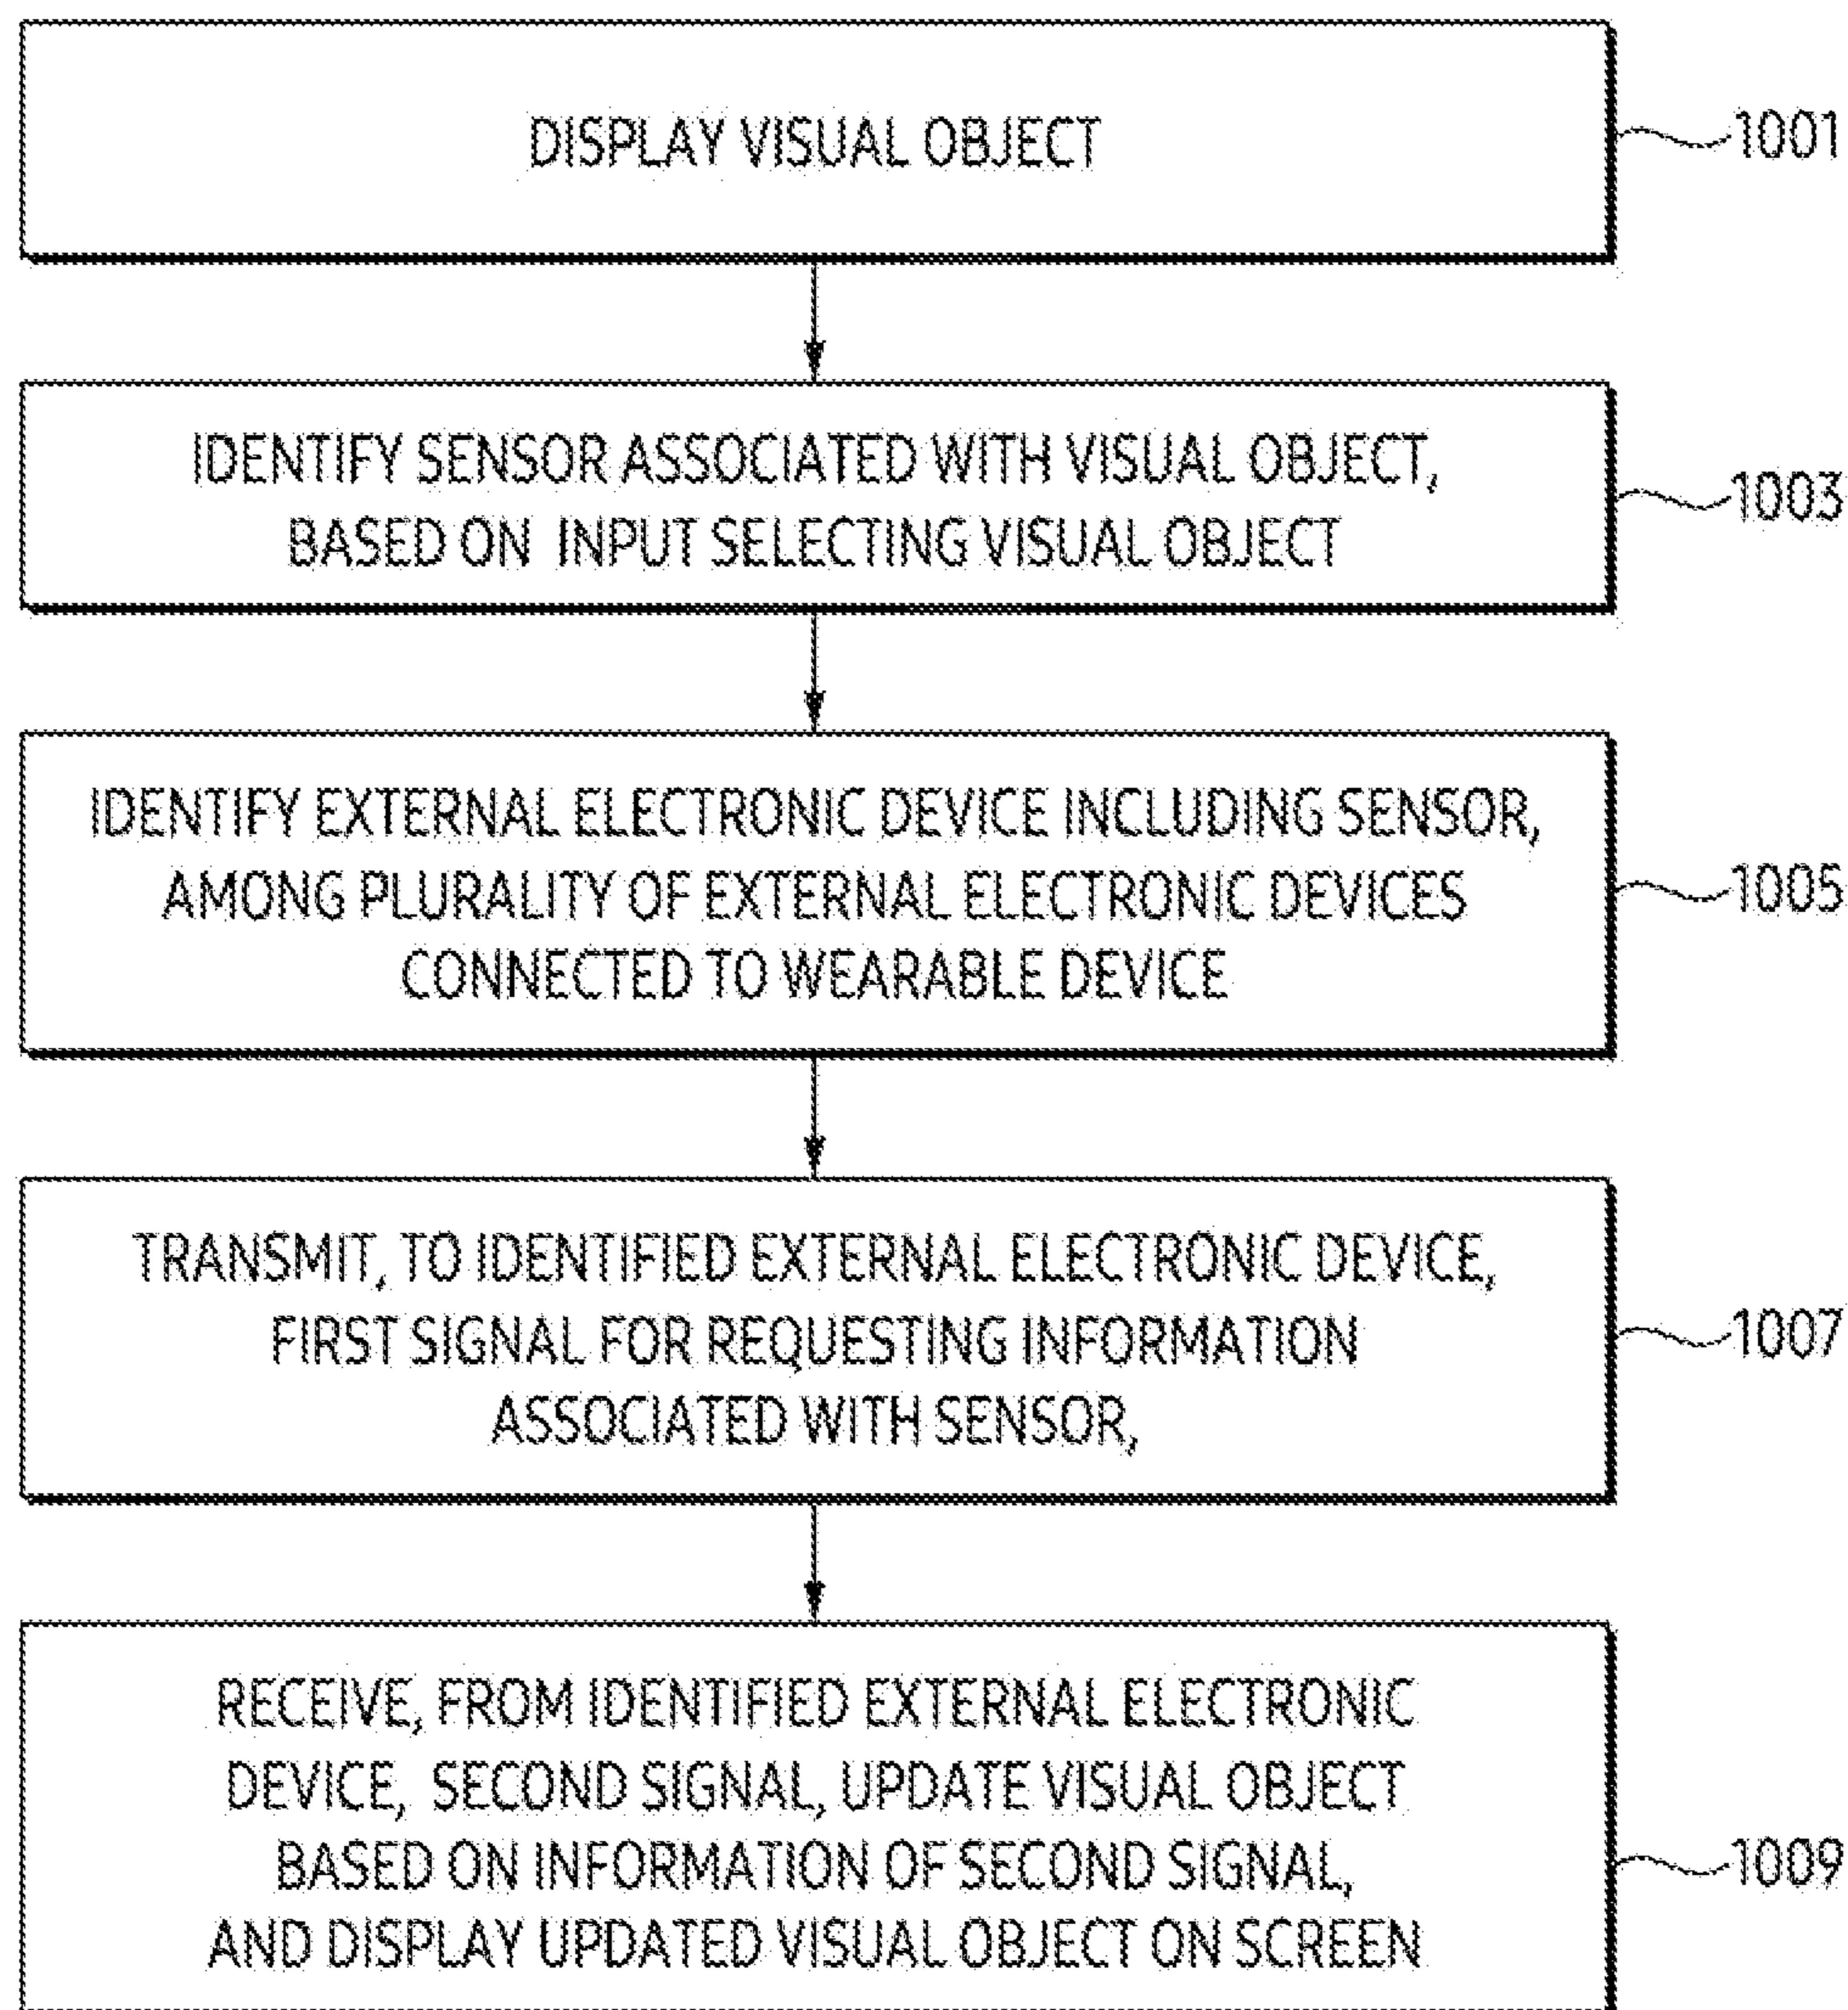 DISPLAY VISUAL OBJECT
1001
IDENTIFY SENSOR ASSOCIATED WITH VISUAL OBJECT,
BASED ON INPUT SELECTING VISUAL OBJECT
1003
IDENTIFY EXTERNAL ELECTRONIC DEVICE INCLUDING SENSOR,
AMONG PLURALITY OF EXTERNAL ELECTRONIC DEVICES
CONNECTED TO WEARABLE DEVICE
1005
TRANSMIT, TO IDENTIFIED EXTERNAL ELECTRONIC DEVICE,
FIRST SIGNAL FOR REQUESTING INFORMATION
ASSOCIATED WITH SENSOR,
1007
RECEIVE, FROM IDENTIFIED EXTERNAL ELECTRONIC
DEVICE, SECOND SIGNAL, UPDATE VISUAL OBJECT
BASED ON INFORMATION OF SECOND SIGNAL,
AND DISPLAY UPDATED VISUAL OBJECT ON SCREEN
1009